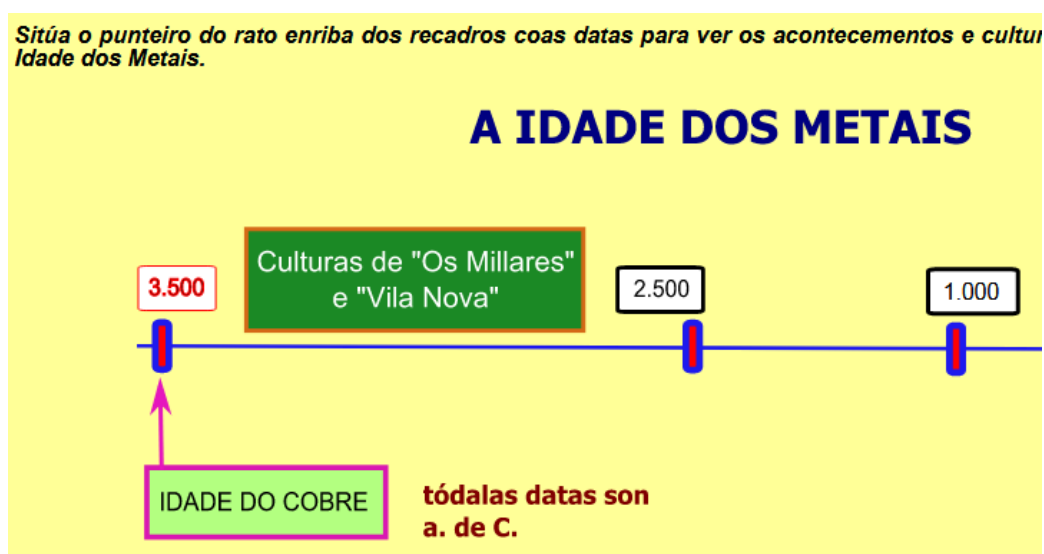 Sitúa o punteiro do rato enriba dos recadros coas datas para ver os acontecementos e
Idade dos Metais.
A IDADE DOS METAIS
Culturas de "Os Millares"
e "Vila Nova"
3.500
2.500
1.000
IDADE DO COBRE
tódalas datas son
a. de C.